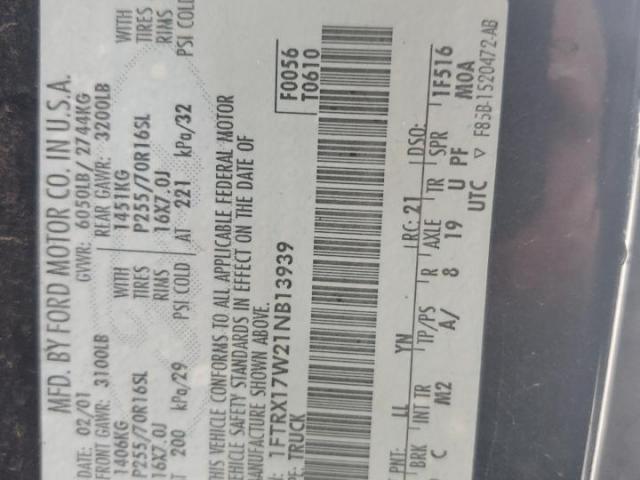 MFD. BY FORD MOTOR CO. IN U.S.A.
DATE: 02/01 GVWR: 6050LB/ 2744KG
FRONT GAWR: 3100LB REAR GAWR: 3200LB
1406KG WITH 1451KG WITH
P255/70R16SL TIRES P255/70R16SL TIRES
16X7.0J RIMS 16X7.0J RIMS
AT 200 kPa/29 PSI COLD AT 221 kPa/32 PSI COLD
THIS VEHICLE CONFORMS TO ALL APPLICABLE FEDERAL MOTOR
VEHICLE SAFETY STANDARDS IN EFFECT ON THE DATE OF
MANUFACTURE SHOWN ABOVE.
1FTRX17W21NB13939 F0056
TYPE: TRUCK T0610
PNT: LL YN RC: 21 DSO:
BRK INT TR TP/PS R AXLE TR SPR 1F516
C M2 A/ 8 19 U PF MOA
UTC ▽ F85B-1520472-AB